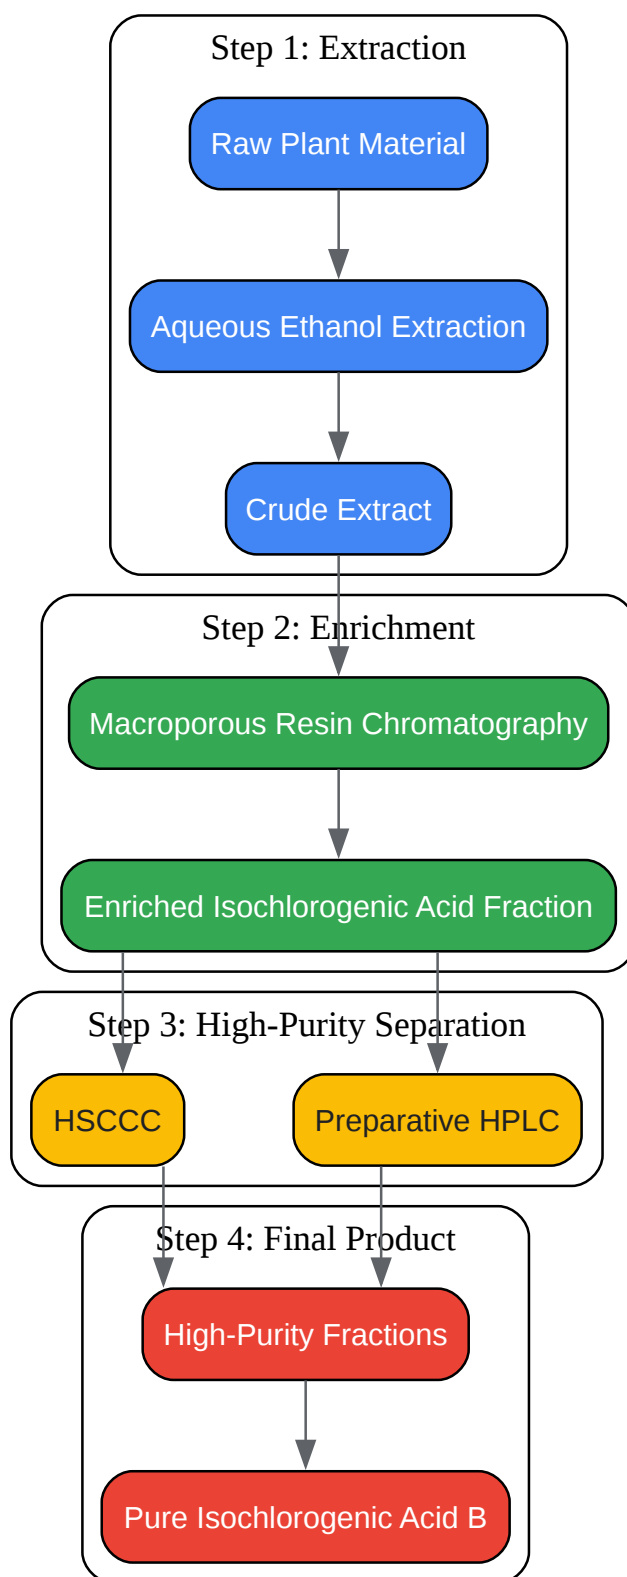 Step 1: Extraction
Raw Plant Material
Aqueous Ethanol Extraction
Crude Extract
Step 2: Enrichment
Macroporous Resin Chromatography
Enriched Isochlorogenic Acid Fraction
Step 3: High-Purity Separation
HSCCC
Preparative HPLC
Step 4: Final Product
High-Purity Fractions
Pure Isochlorogenic Acid B